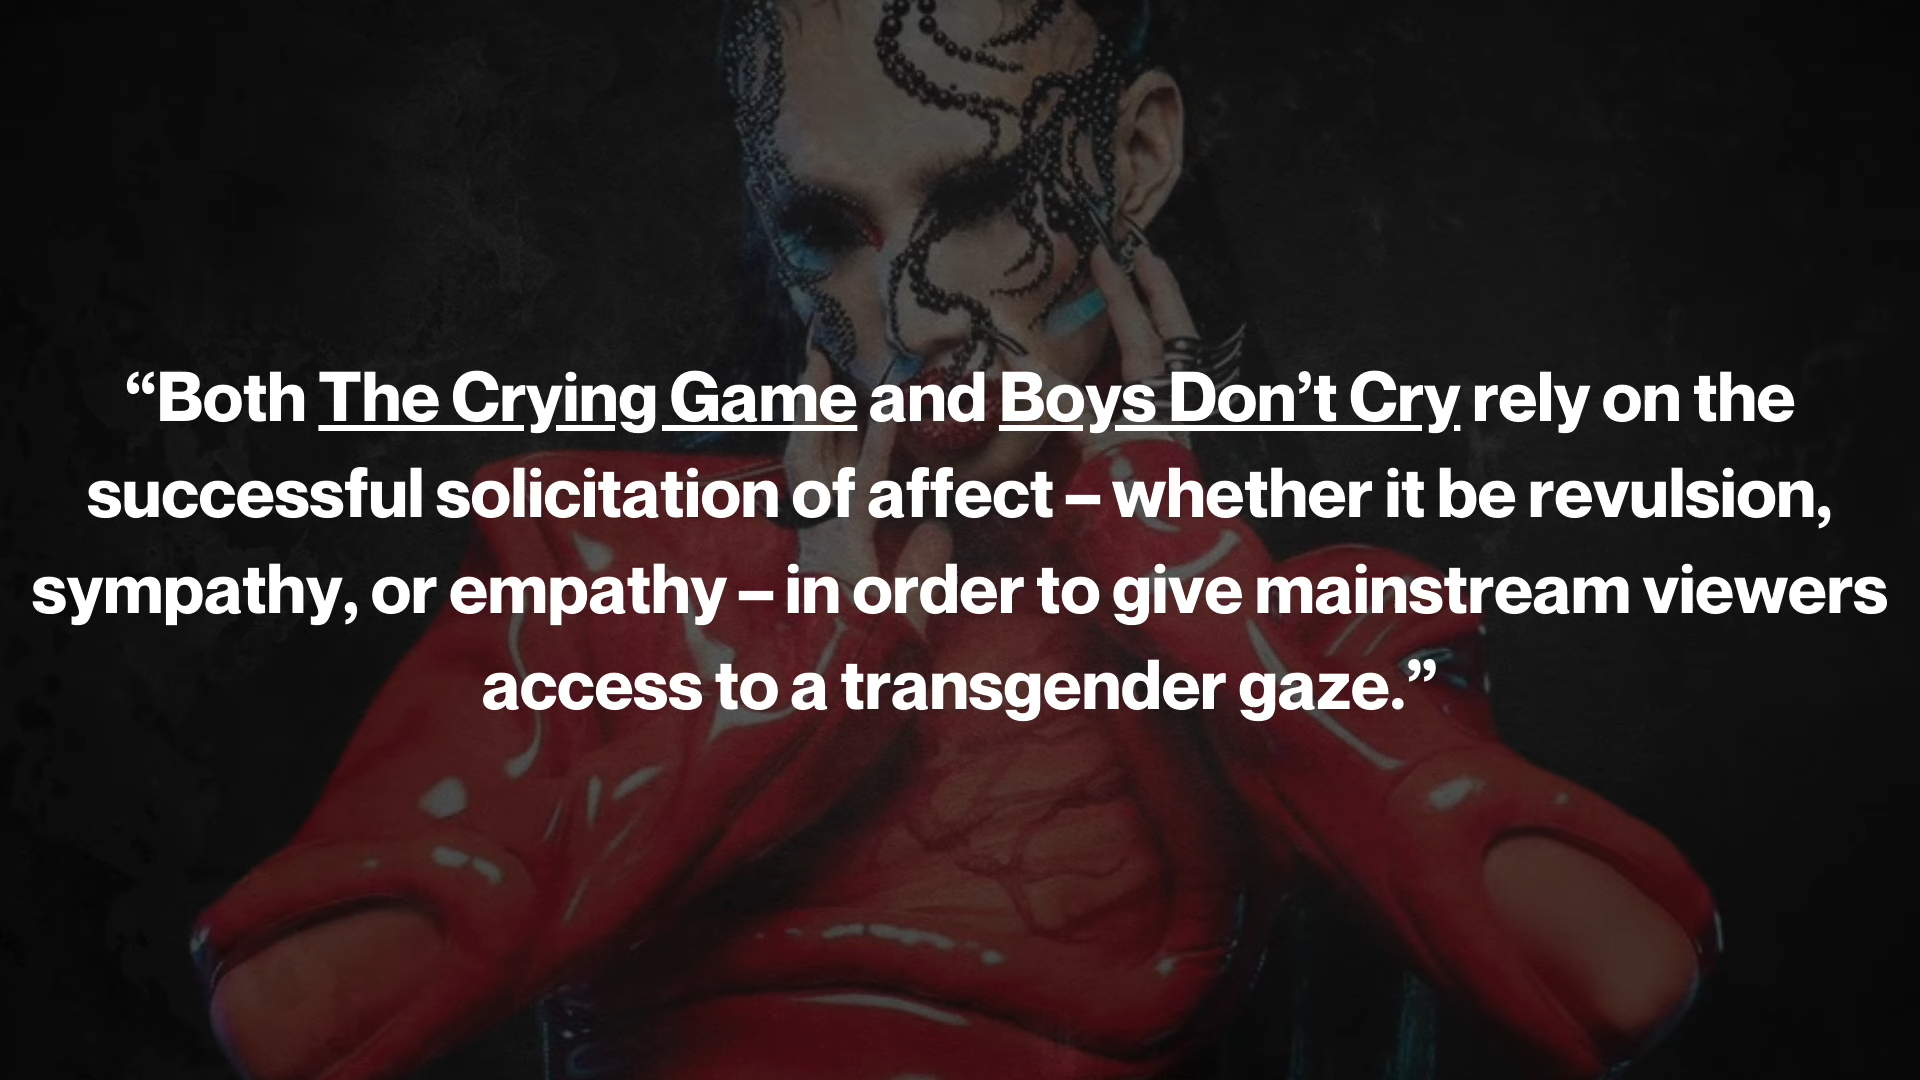 “Both The Crying Game and Boys Don’t Cry rely on the
successful solicitation of affect – whether it be revulsion,
sympathy, or empathy – in order to give mainstream viewers
access to a transgender gaze.”